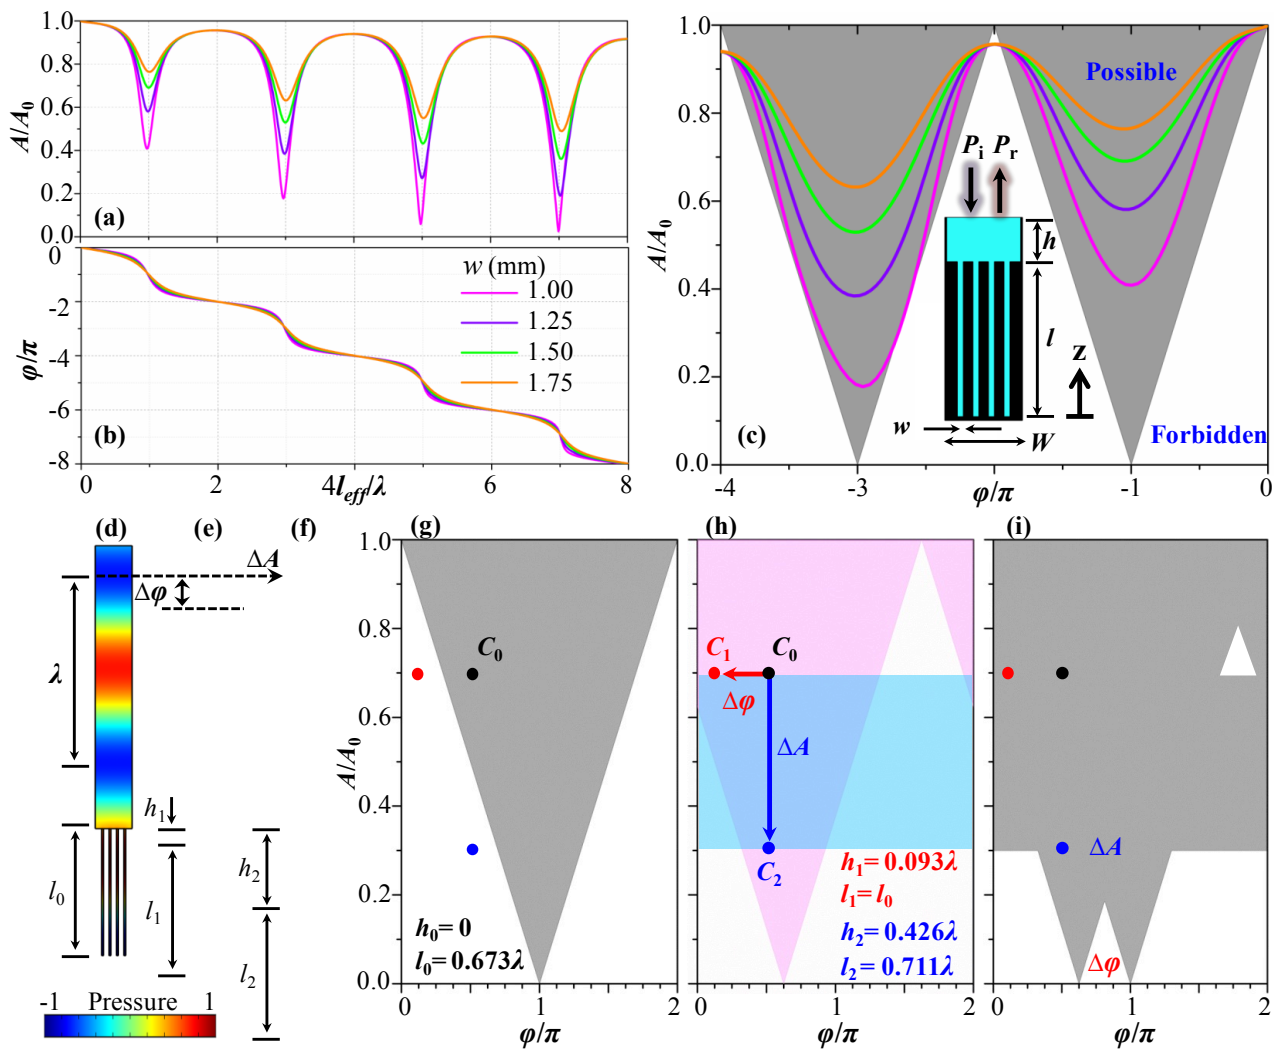 1.0
0.8
0.6
0.4
0.2
0.0
A/A₀
(a)
0
-2
-4
-6
-8
φ/π
(b)
w (mm)
1.00
1.25
1.50
1.75
0
2
4l_eff/λ
6
8
1.0
0.8
0.6
0.4
0.2
0.0
A/A₀
Possible
P_i P_r
h
l
z
w
W
(c)
Forbidden
-4
-3
φ/π
-1
0
(d)
(e)
(f)
ΔA
Δφ
λ
h₁
l₀
l₁
h₂
l₂
-1 Pressure 1
(g)
1.0
0.8
0.6
0.4
0.2
0.0
A/A₀
C₀
h₀= 0
l₀= 0.673λ
0
1
2
φ/π
(h)
C₁
C₀
Δφ
ΔA
C₂
h₁= 0.093λ
l₁= l₀
h₂= 0.426λ
l₂= 0.711λ
0
1
2
φ/π
(i)
ΔA
Δφ
0
1
2
φ/π